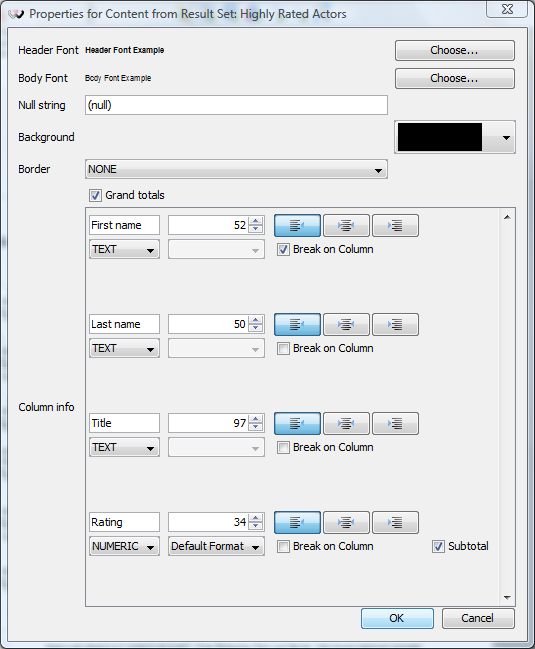 Properties for Content from Result Set: Highly Rated Actors
Header Font Header Font Example Choose...
Body Font Body Font Example Choose...
Null string (null)
Background
Border NONE
Grand totals
First name 52
TEXT Break on Column
Last name 50
TEXT Break on Column
Column info
Title 97
TEXT Break on Column
Rating 34
NUMERIC Default Format Break on Column Subtotal
OK Cancel